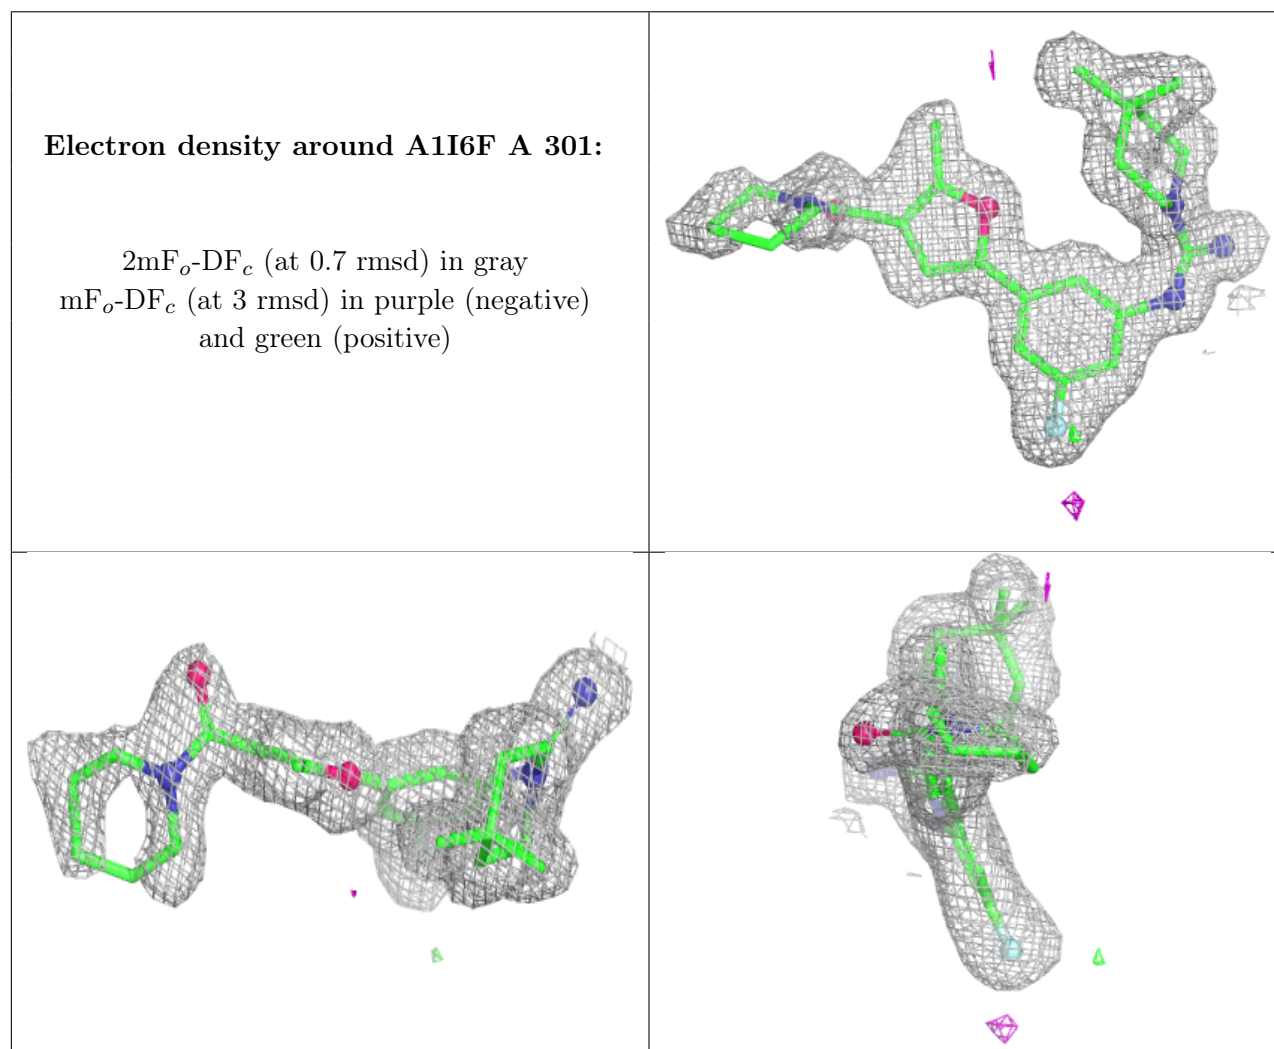 Electron density around A1I6F A 301:
2mFo-DFc (at 0.7 rmsd) in gray
mFo-DFc (at 3 rmsd) in purple (negative)
and green (positive)